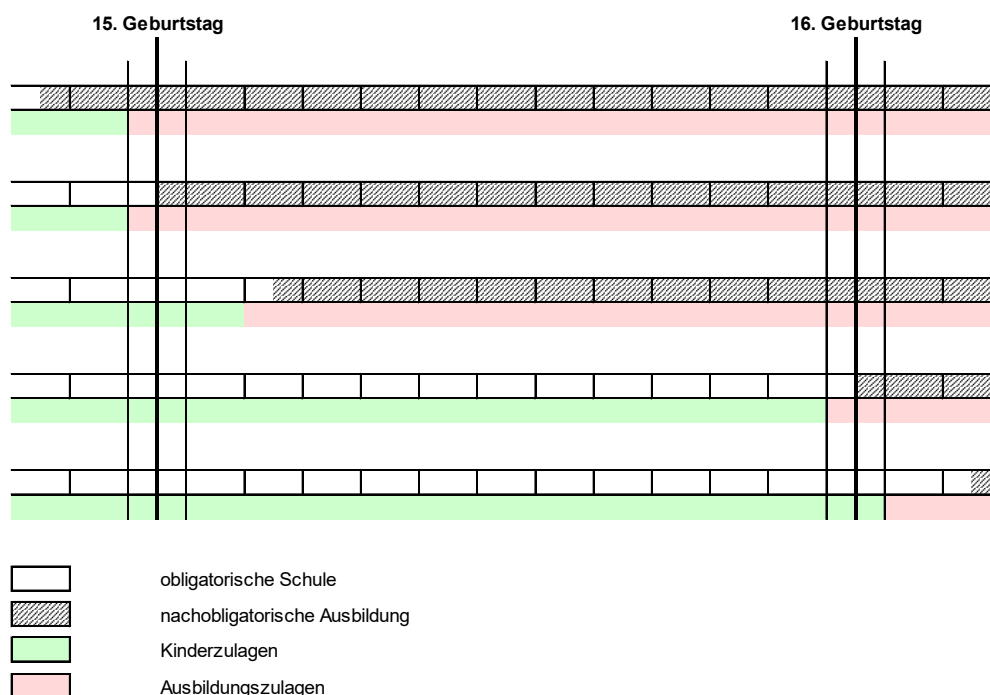 15. Geburtstag
16. Geburtstag
obligatorische Schule
nachobligatorische Ausbildung
Kinderzulagen
Ausbildungszulagen